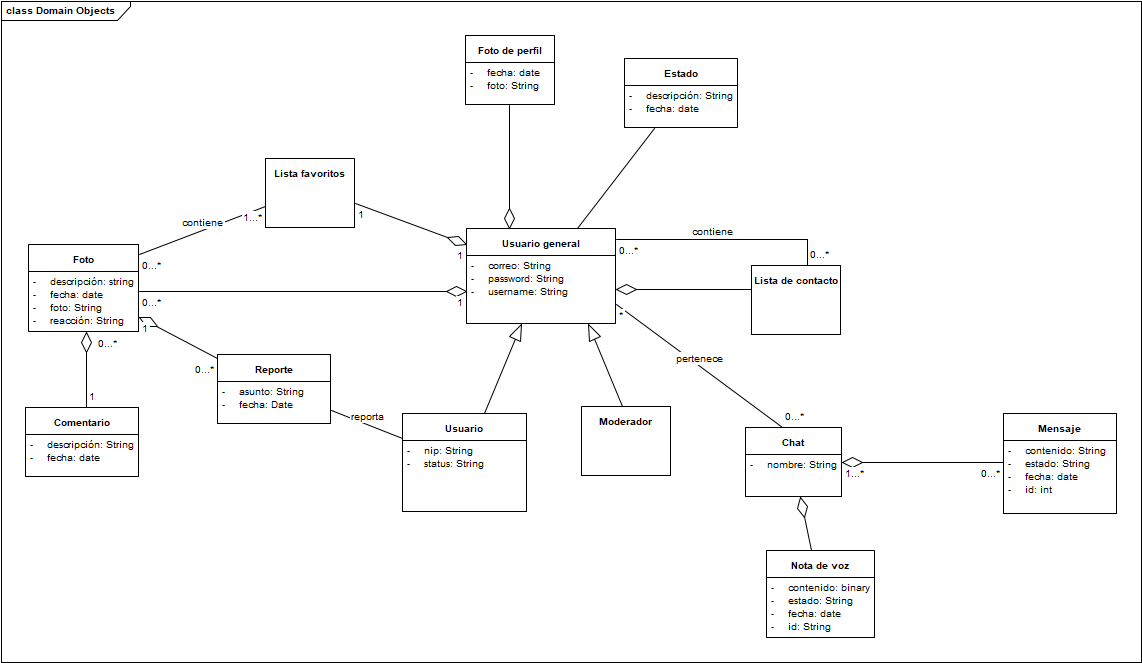 class Domain Objects
Foto de perfil
- fecha: date
- foto: String
Estado
- descripción: String
- fecha: date
Lista favoritos
contiene
1...*
0...*
1
1
Usuario general
- correo: String
- password: String
- username: String
0...*
contiene
0...*
Lista de contacto
Foto
- descripción: string
- fecha: date
- foto: String
- reacción: String
0...*
1
1
0...*
0...*
1
Reporte
- asunto: String
- fecha: Date
reporta
Comentario
- descripción: String
- fecha: date
Usuario
- nip: String
- status: String
Moderador
*
pertenece
0...*
Chat
- nombre: String
1...*
0...*
Mensaje
- contenido: String
- estado: String
- fecha: date
- id: int
Nota de voz
- contenido: binary
- estado: String
- fecha: date
- id: String